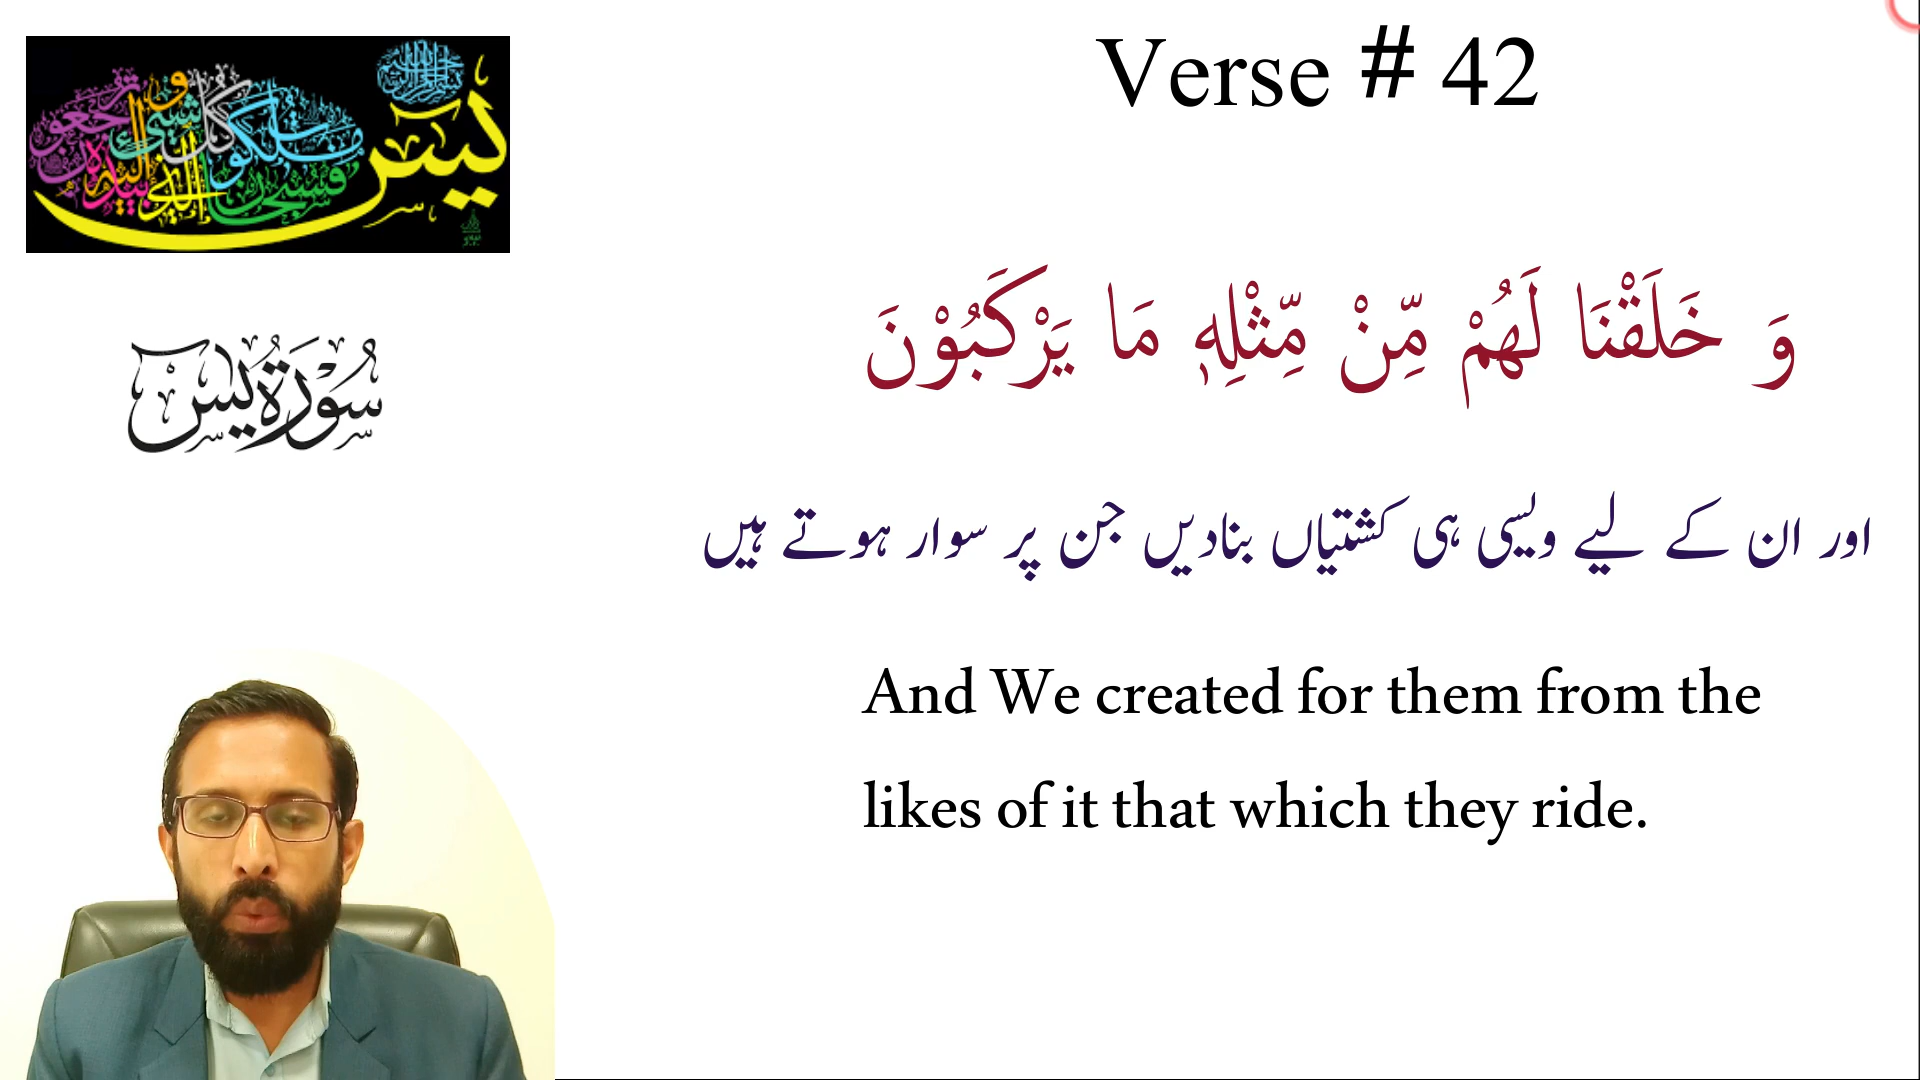 Verse # 42
وَ خَلَقْنَا لَهُمْ مِّنْ مِّثْلِهٖ مَا يَرْكَبُوْنَ
سُوْرَةُ يٰسٓ
اور ان کے لیے ویسی ہی کشتیاں بنادیں جن پر سوار ہوتے ہیں
And We created for them from the
likes of it that which they ride.
يٰسٓ